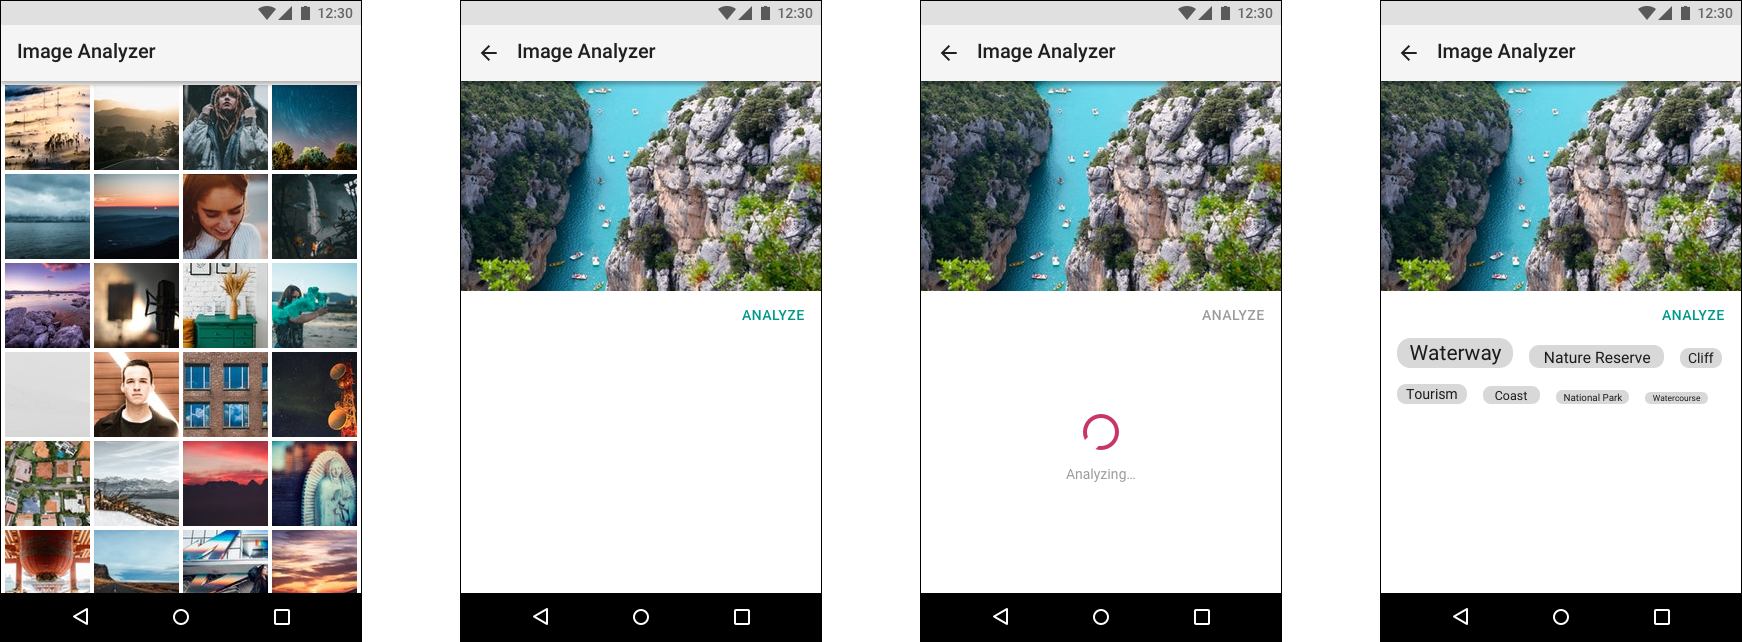 12:30
Image Analyzer
12:30
Image Analyzer
ANALYZE
12:30
Image Analyzer
ANALYZE
Analyzing...
12:30
Image Analyzer
ANALYZE
Waterway Nature Reserve Cliff
Tourism Coast National Park Watercourse